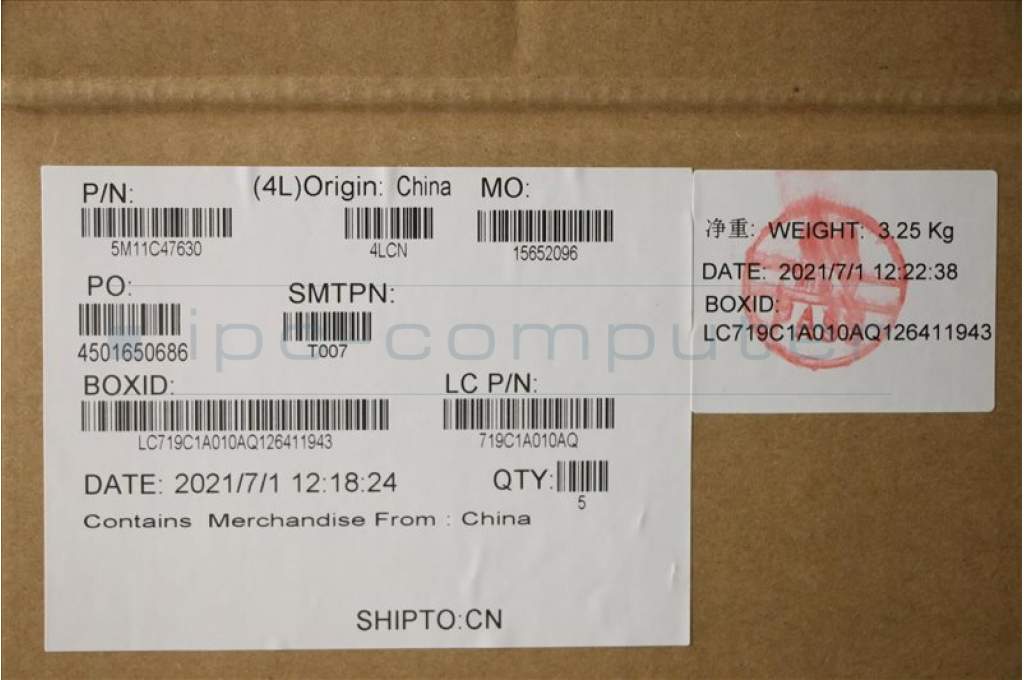 P/N: (4L)Origin: China MO:
5M11C47630 4LCN 15652096
PO: SMTPN:
4501650686 T007
BOXID: LC P/N:
LC719C1A010AQ126411943 719C1A010AQ
DATE: 2021/7/1 12:18:24 QTY:
5
Contains Merchandise From : China
SHIPTO:CN
净重: WEIGHT: 3.25 Kg
DATE: 2021/7/1 12:22:38
BOXID:
LC719C1A010AQ126411943
ipc-computer